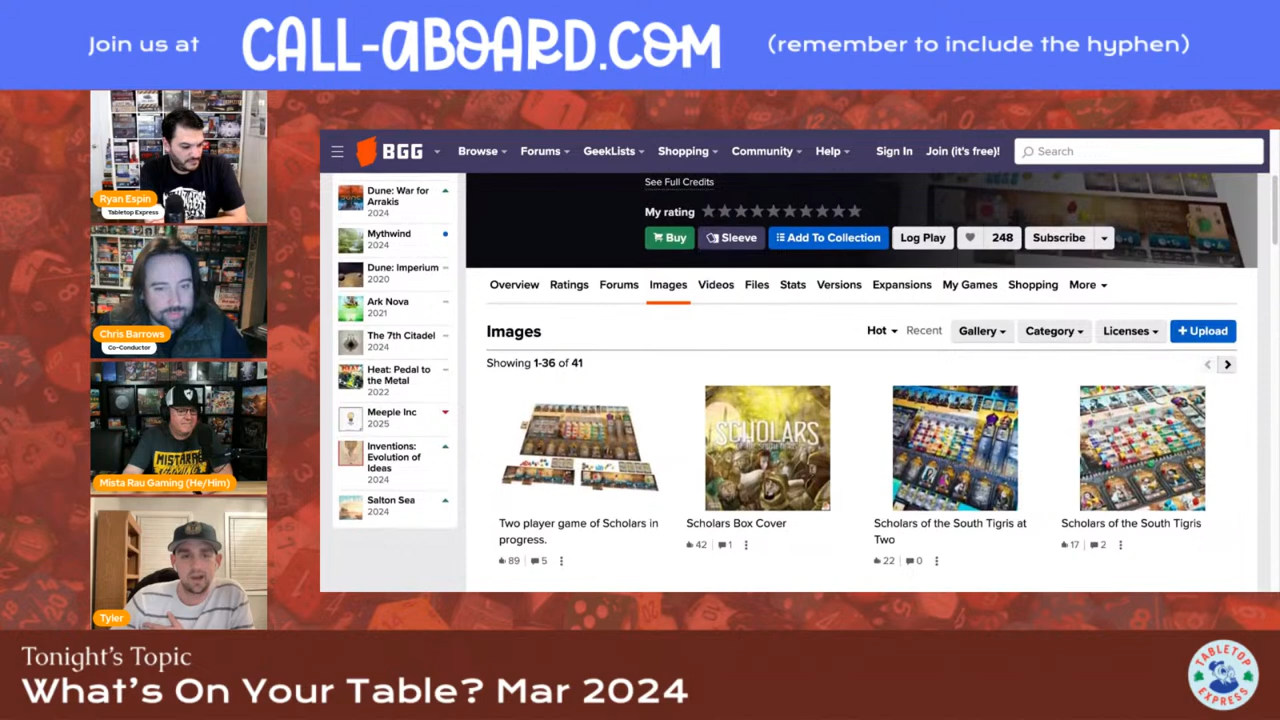 Join us at
CALL-ABOARD.COM
(remember to include the hyphen)
Ryan Espin
Tabletop Express
Chris Barrows
Co-Conductor
Mista Rau Gaming (He/Him)
MISTARAU
Tyler
BGG
Browse
Forums
GeekLists
Shopping
Community
Help
Sign In
Join (it's free)!
Search
Dune: War for
Arrakis
2024
Mythwind
2024
Dune: Imperium
2020
Ark Nova
2021
The 7th Citadel
2024
Heat: Pedal to
the Metal
2022
Meeple Inc
2025
Inventions:
Evolution of
Ideas
2024
Salton Sea
2024
See Full Credits
My rating
Buy
Sleeve
Add To Collection
Log Play
248
Subscribe
Overview
Ratings
Forums
Images
Videos
Files
Stats
Versions
Expansions
My Games
Shopping
More
Images
Hot
Recent
Gallery
Category
Licenses
+ Upload
Showing 1-36 of 41
SCHOLARS
Two player game of Scholars in
progress.
89
5
Scholars Box Cover
42
1
Scholars of the South Tigris at
Two
22
0
Scholars of the South Tigris
17
2
Tonight's Topic
What's On Your Table? Mar 2024
TABLETOP
EXPRESS